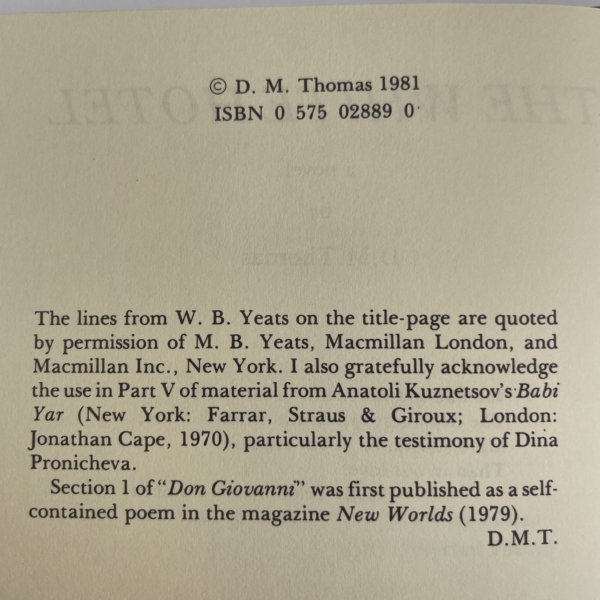 © D. M. Thomas 1981
ISBN 0 575 02889 0
The lines from W. B. Yeats on the title-page are quoted
by permission of M. B. Yeats, Macmillan London, and
Macmillan Inc., New York. I also gratefully acknowledge
the use in Part V of material from Anatoli Kuznetsov's Babi
Yar (New York: Farrar, Straus & Giroux; London:
Jonathan Cape, 1970), particularly the testimony of Dina
Pronicheva.
Section 1 of "Don Giovanni" was first published as a self-
contained poem in the magazine New Worlds (1979).
D.M.T.